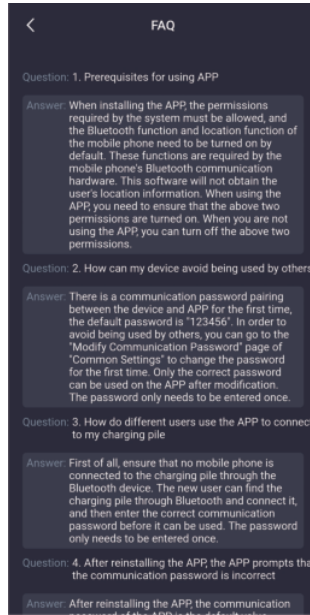 FAQ
Question: 1. Prerequisites for using APP
Answer: When installing the APP, the permissions
required by the system must be allowed, and
the Bluetooth function and location function of
the mobile phone need to be turned on by
default. These functions are required by the
mobile phone's Bluetooth communication
hardware. This software will not obtain the
user's location information. When using the
APP, you need to ensure that the above two
permissions are turned on. When you are not
using the APP, you can turn off the above two
permissions.
Question: 2. How can my device avoid being used by others
Answer: There is a communication password pairing
between the device and APP for the first time,
the default password is "123456". In order to
avoid being used by others, you can go to the
"Modify Communication Password" page of
"Common Settings" to change the password
for the first time. Only the correct password
can be used on the APP after modification.
The password only needs to be entered once.
Question: 3. How do different users use the APP to connec
to my charging pile
Answer: First of all, ensure that no mobile phone is
connected to the charging pile through the
Bluetooth device. The new user can find the
charging pile through Bluetooth and connect it,
and then enter the correct communication
password before it can be used. The password
only needs to be entered once.
Question: 4. After reinstalling the APP, the APP prompts tha
the communication password is incorrect
Answer: After reinstalling the APP, the communication
password of the APP is the default value